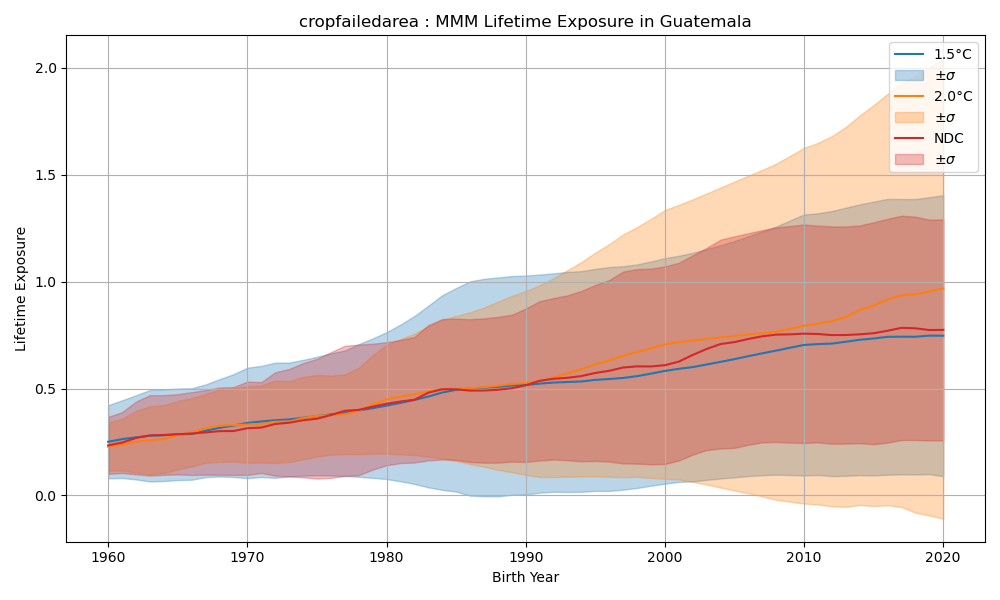 cropfailedarea : MMM Lifetime Exposure in Guatemala
1.5°C
±σ
2.0°C
±σ
NDC
±σ
2.0
1.5
1.0
0.5
0.0
Lifetime Exposure
1960
1970
1980
1990
2000
2010
2020
Birth Year